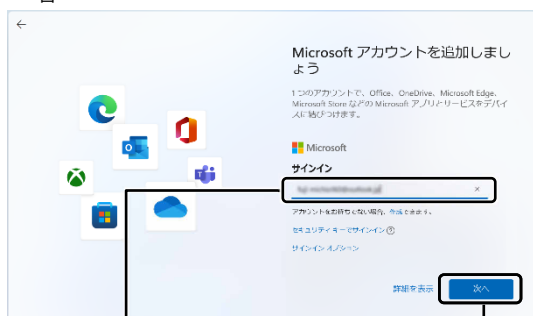 Microsoft アカウントを追加しまし
ょう
1 つのアカウントで、Office、OneDrive、Microsoft Edge、
Microsoft Store などの Microsoft アプリとサービスをデバイ
スに結びつけます。
Microsoft
サインイン
アカウントをお持ちでない場合、作成できます。
セキュリティ キーでサインイン
サインイン オプション
詳細を表示
次へ